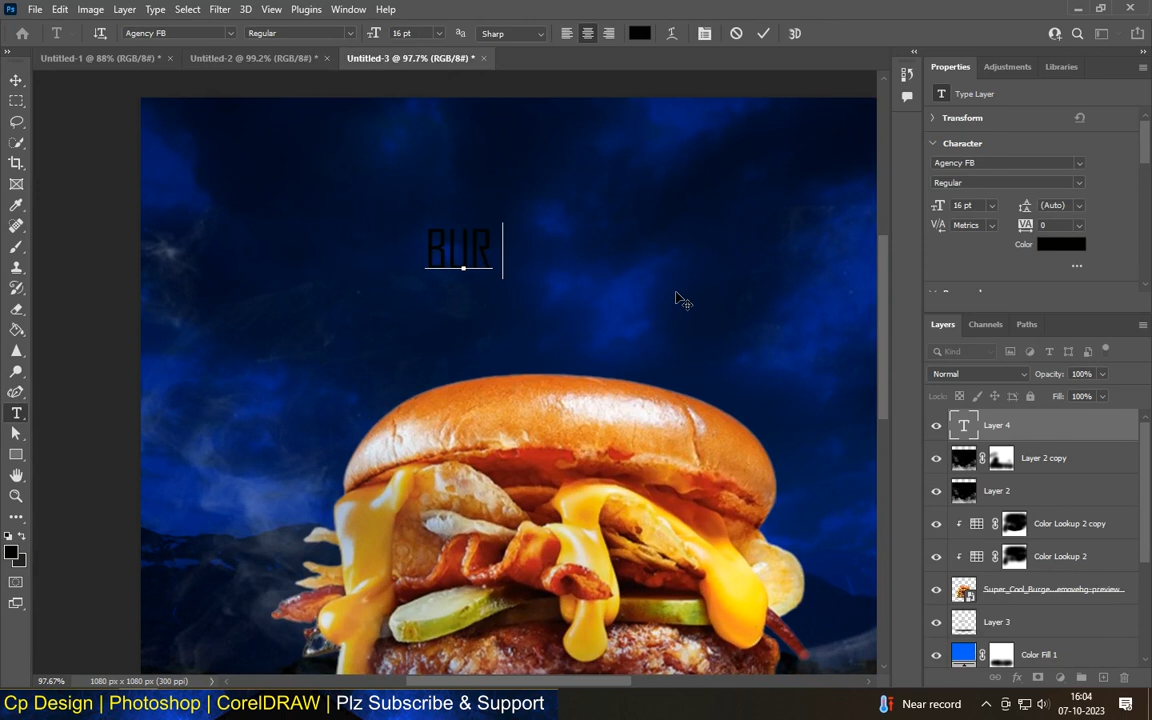 File Edit Image Layer Type Select Filter 3D View Plugins Window Help
Agency FB Regular 16 pt Sharp 3D
Untitled-1 @ 88% (RGB/8#) * Untitled-2 @ 99.2% (RGB/8#) * Untitled-3 @ 97.7% (RGB/8#) *
Properties Adjustments Libraries
Type Layer
Transform
Character
Agency FB
Regular
16 pt (Auto)
Metrics 0
Color
BUR
Layers Channels Paths
Kind
Normal Opacity: 100%
Lock: Fill: 100%
Layer 4
Layer 2 copy
Layer 2
Color Lookup 2 copy
Color Lookup 2
Super_Cool_Burge...emovebg-preview...
Layer 3
Color Fill 1
97.67% 1080 px x 1080 px (300 ppi)
Cp Design | Photoshop | CorelDRAW | Plz Subscribe & Support
Near record
16:04
07-10-2023